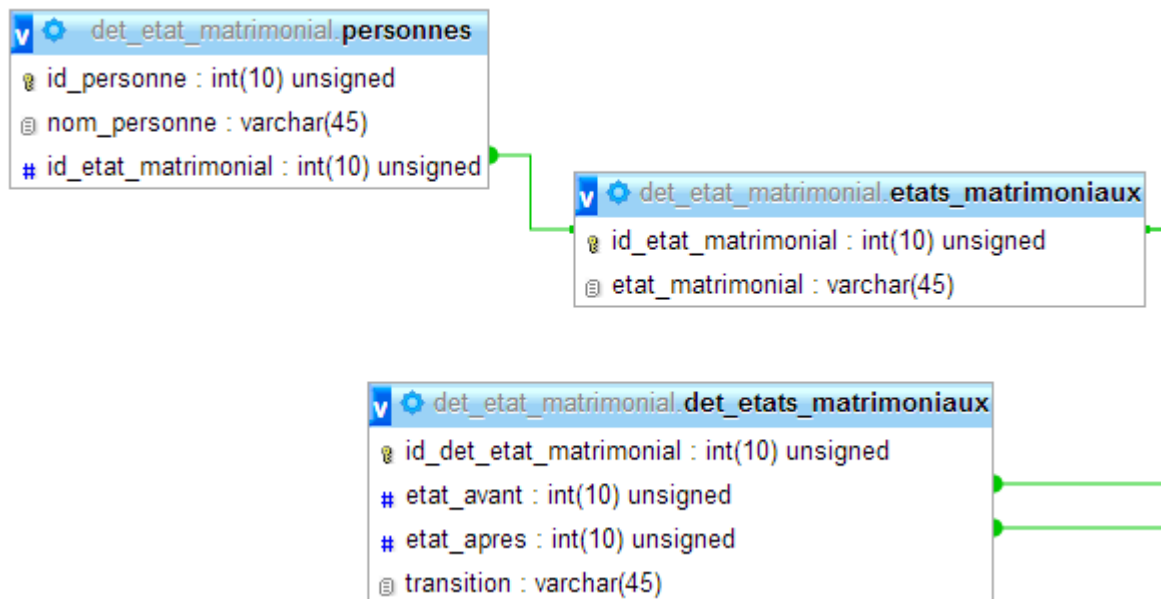 v det_etat_matrimonial.personnes
id_personne : int(10) unsigned
nom_personne : varchar(45)
# id_etat_matrimonial : int(10) unsigned
v det_etat_matrimonial.etats_matrimoniaux
id_etat_matrimonial : int(10) unsigned
etat_matrimonial : varchar(45)
v det_etat_matrimonial.det_etats_matrimoniaux
id_det_etat_matrimonial : int(10) unsigned
# etat_avant : int(10) unsigned
# etat_apres : int(10) unsigned
transition : varchar(45)